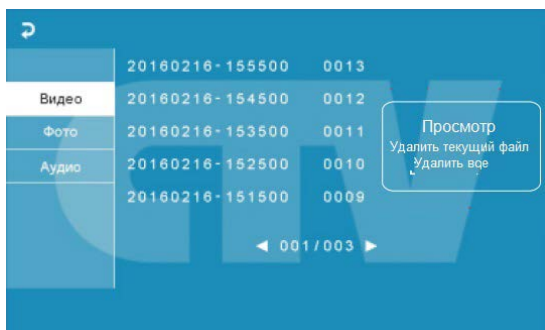 20160216-155500 0013
Видео 20160216-154500 0012
Фото 20160216-153500 0011
Аудио 20160216-152500 0010
20160216-151500 0009
Просмотр
Удалить текущий файл
Удалить все
◀ 001/003 ▶
CTV